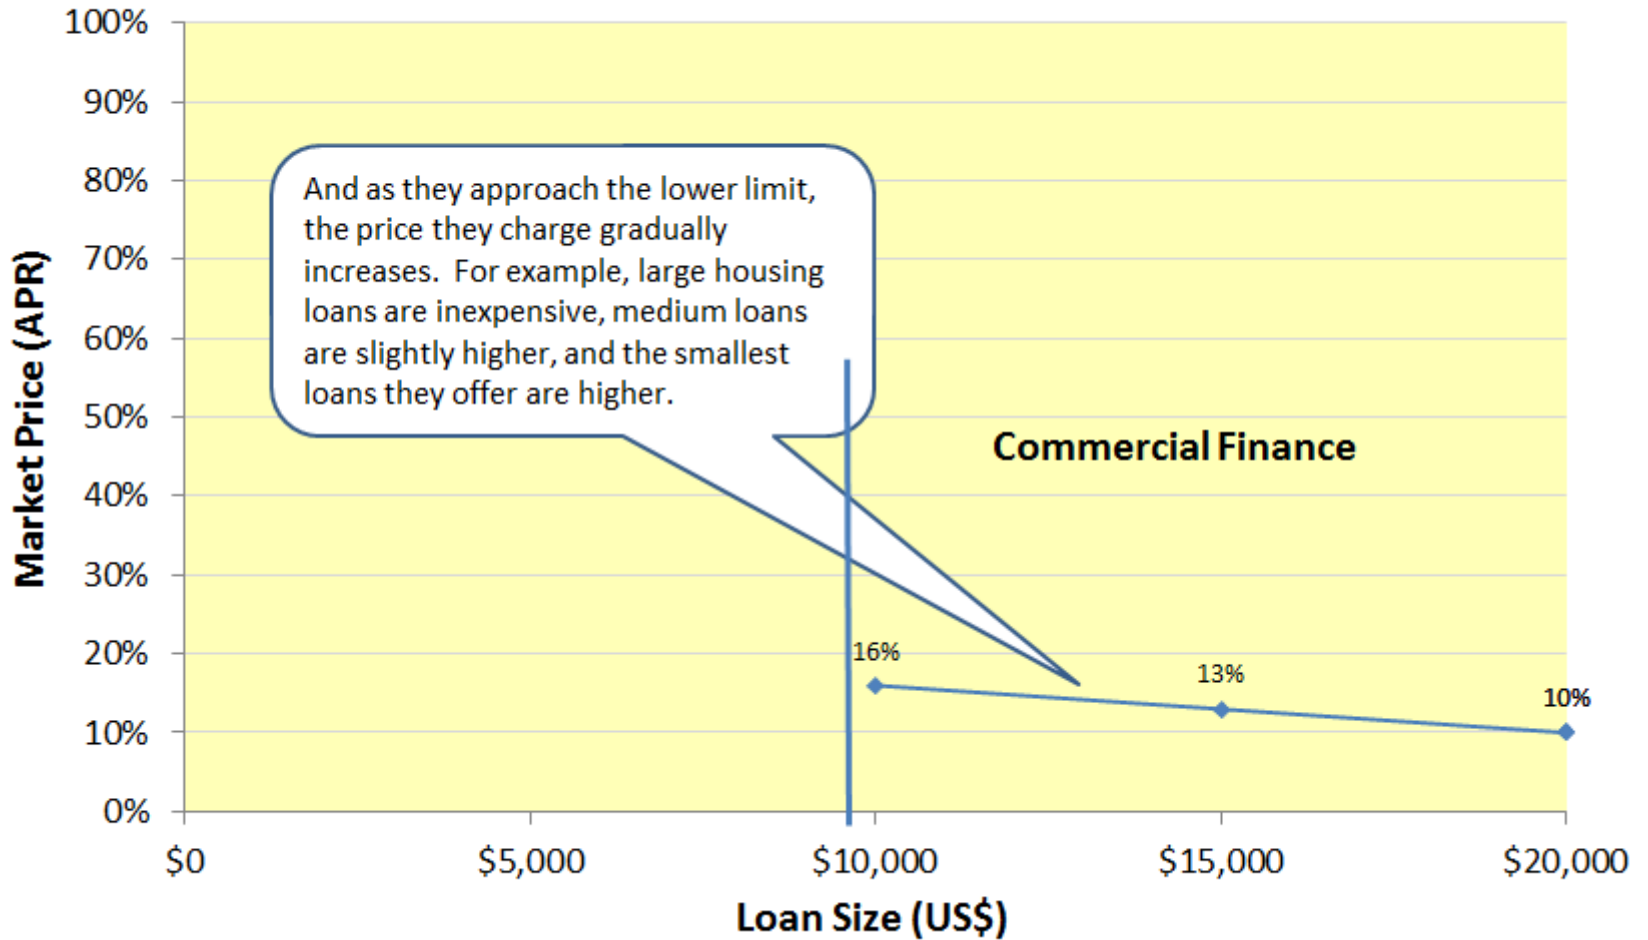 100%
90%
80%
70%
60%
50%
40%
30%
20%
10%
0%
Market Price (APR)
And as they approach the lower limit,
the price they charge gradually
increases.  For example, large housing
loans are inexpensive, medium loans
are slightly higher, and the smallest
loans they offer are higher.
Commercial Finance
16%
13%
10%
$0
$5,000
$10,000
$15,000
$20,000
Loan Size (US$)